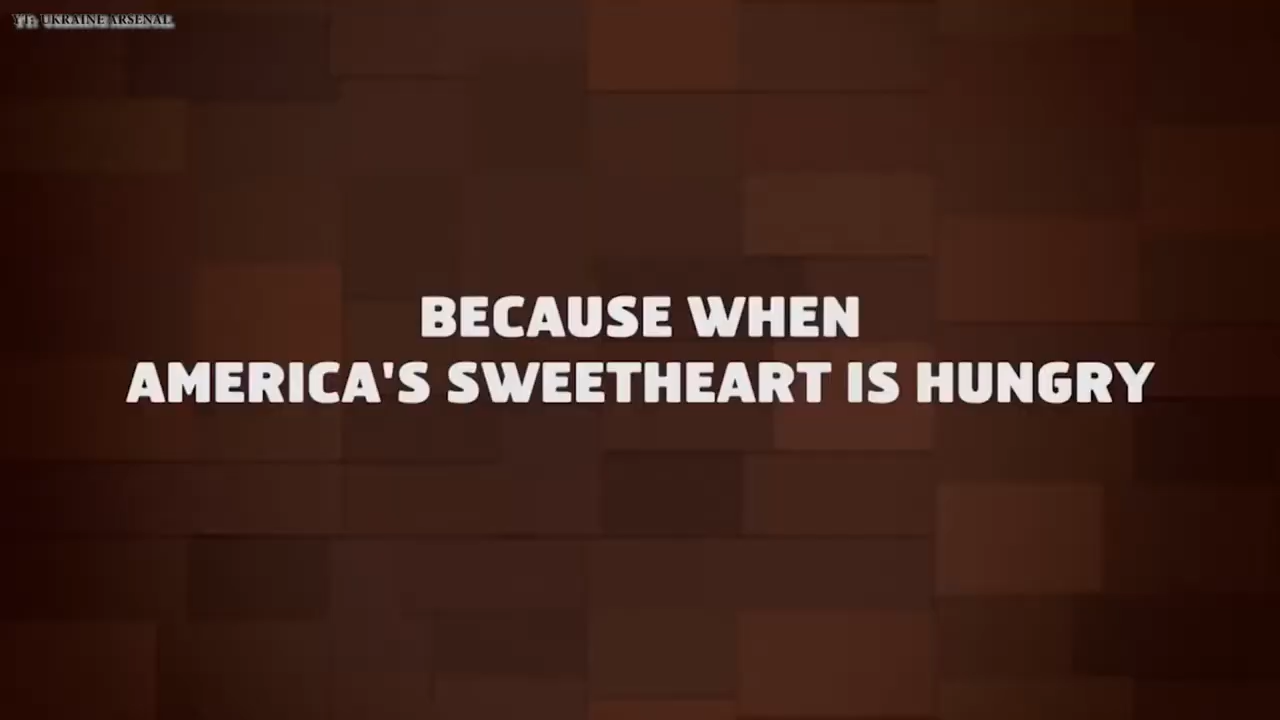 YT: UKRAINE ARSENAL
BECAUSE WHEN
AMERICA'S SWEETHEART IS HUNGRY